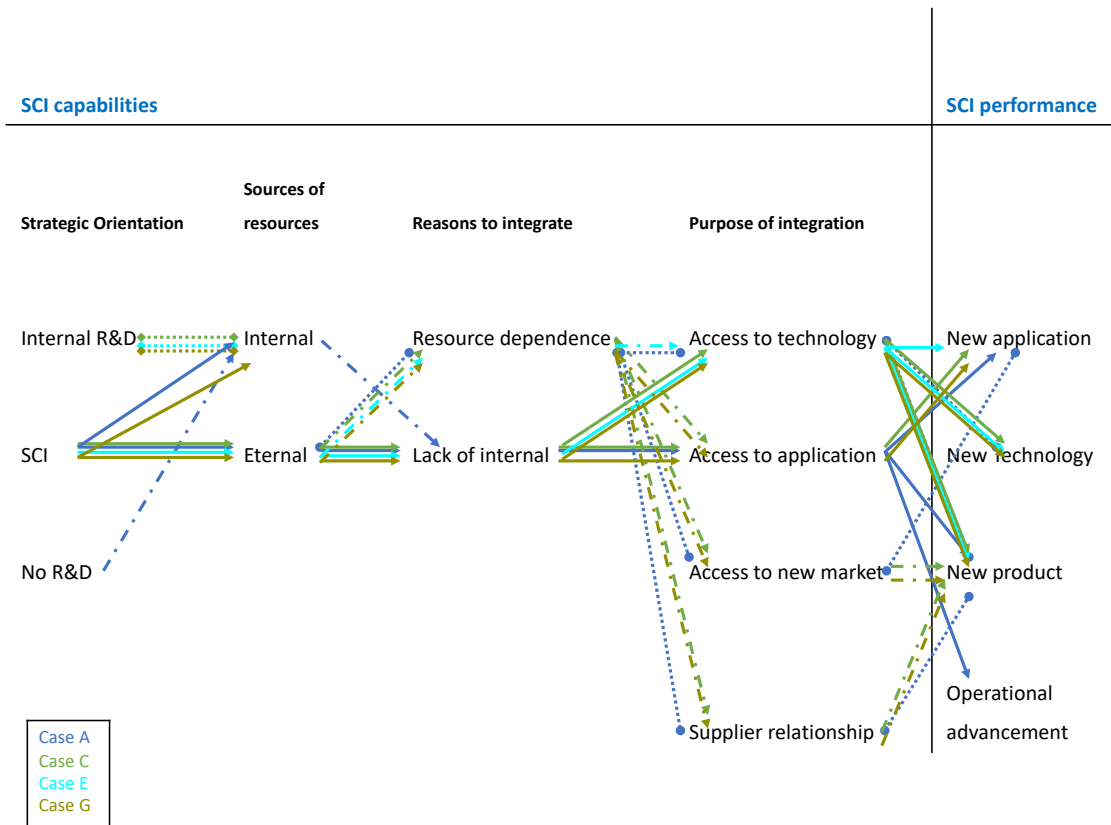 SCI capabilities
SCI performance
Sources of
Strategic Orientation
resources
Reasons to integrate
Purpose of integration
Internal R&D
Internal
Resource dependence
Access to technology
New application
SCI
Eternal
Lack of internal
Access to application
New Technology
No R&D
Access to new market
New product
Operational
Supplier relationship
advancement
Case A
Case C
Case E
Case G